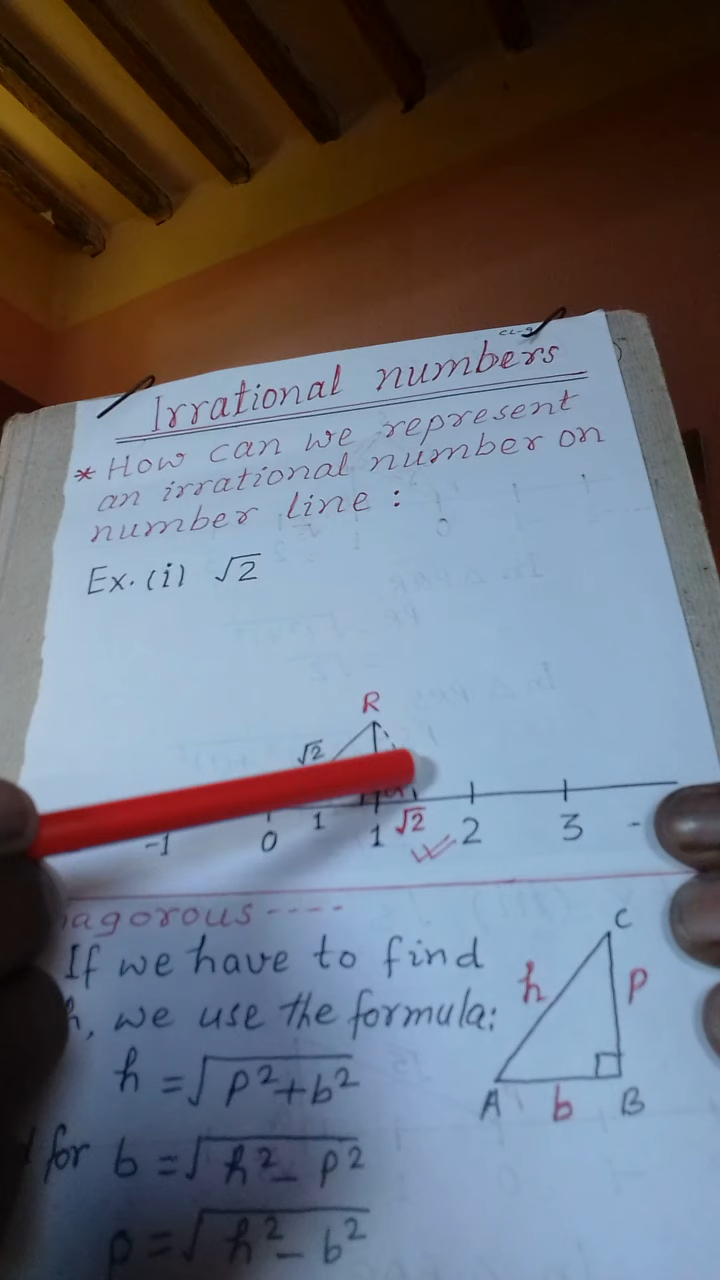 CL-9
Irrational numbers
* How can we represent
an irrational number on
number line :
Ex. (i) √2
R
√2
-1 0 1 1 √2 2 3 -
agorous ----
If we have to find
h, we use the formula:
h = √p²+b²
for b = √h²- p²
p = √h²- b²
C
h p
A b B